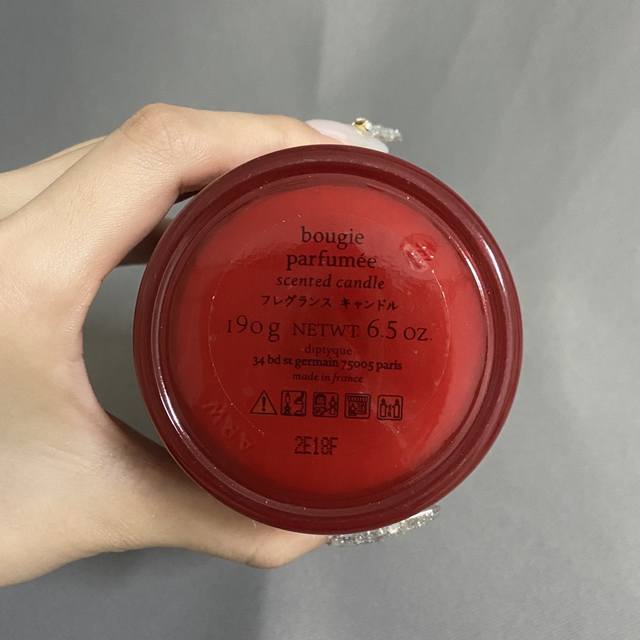 bougie
parfumée
scented candle
フレグランス キャンドル
190 g NETWT. 6.5 oz.
diptyque
34 bd st germain 75005 paris
made in france
2E18F